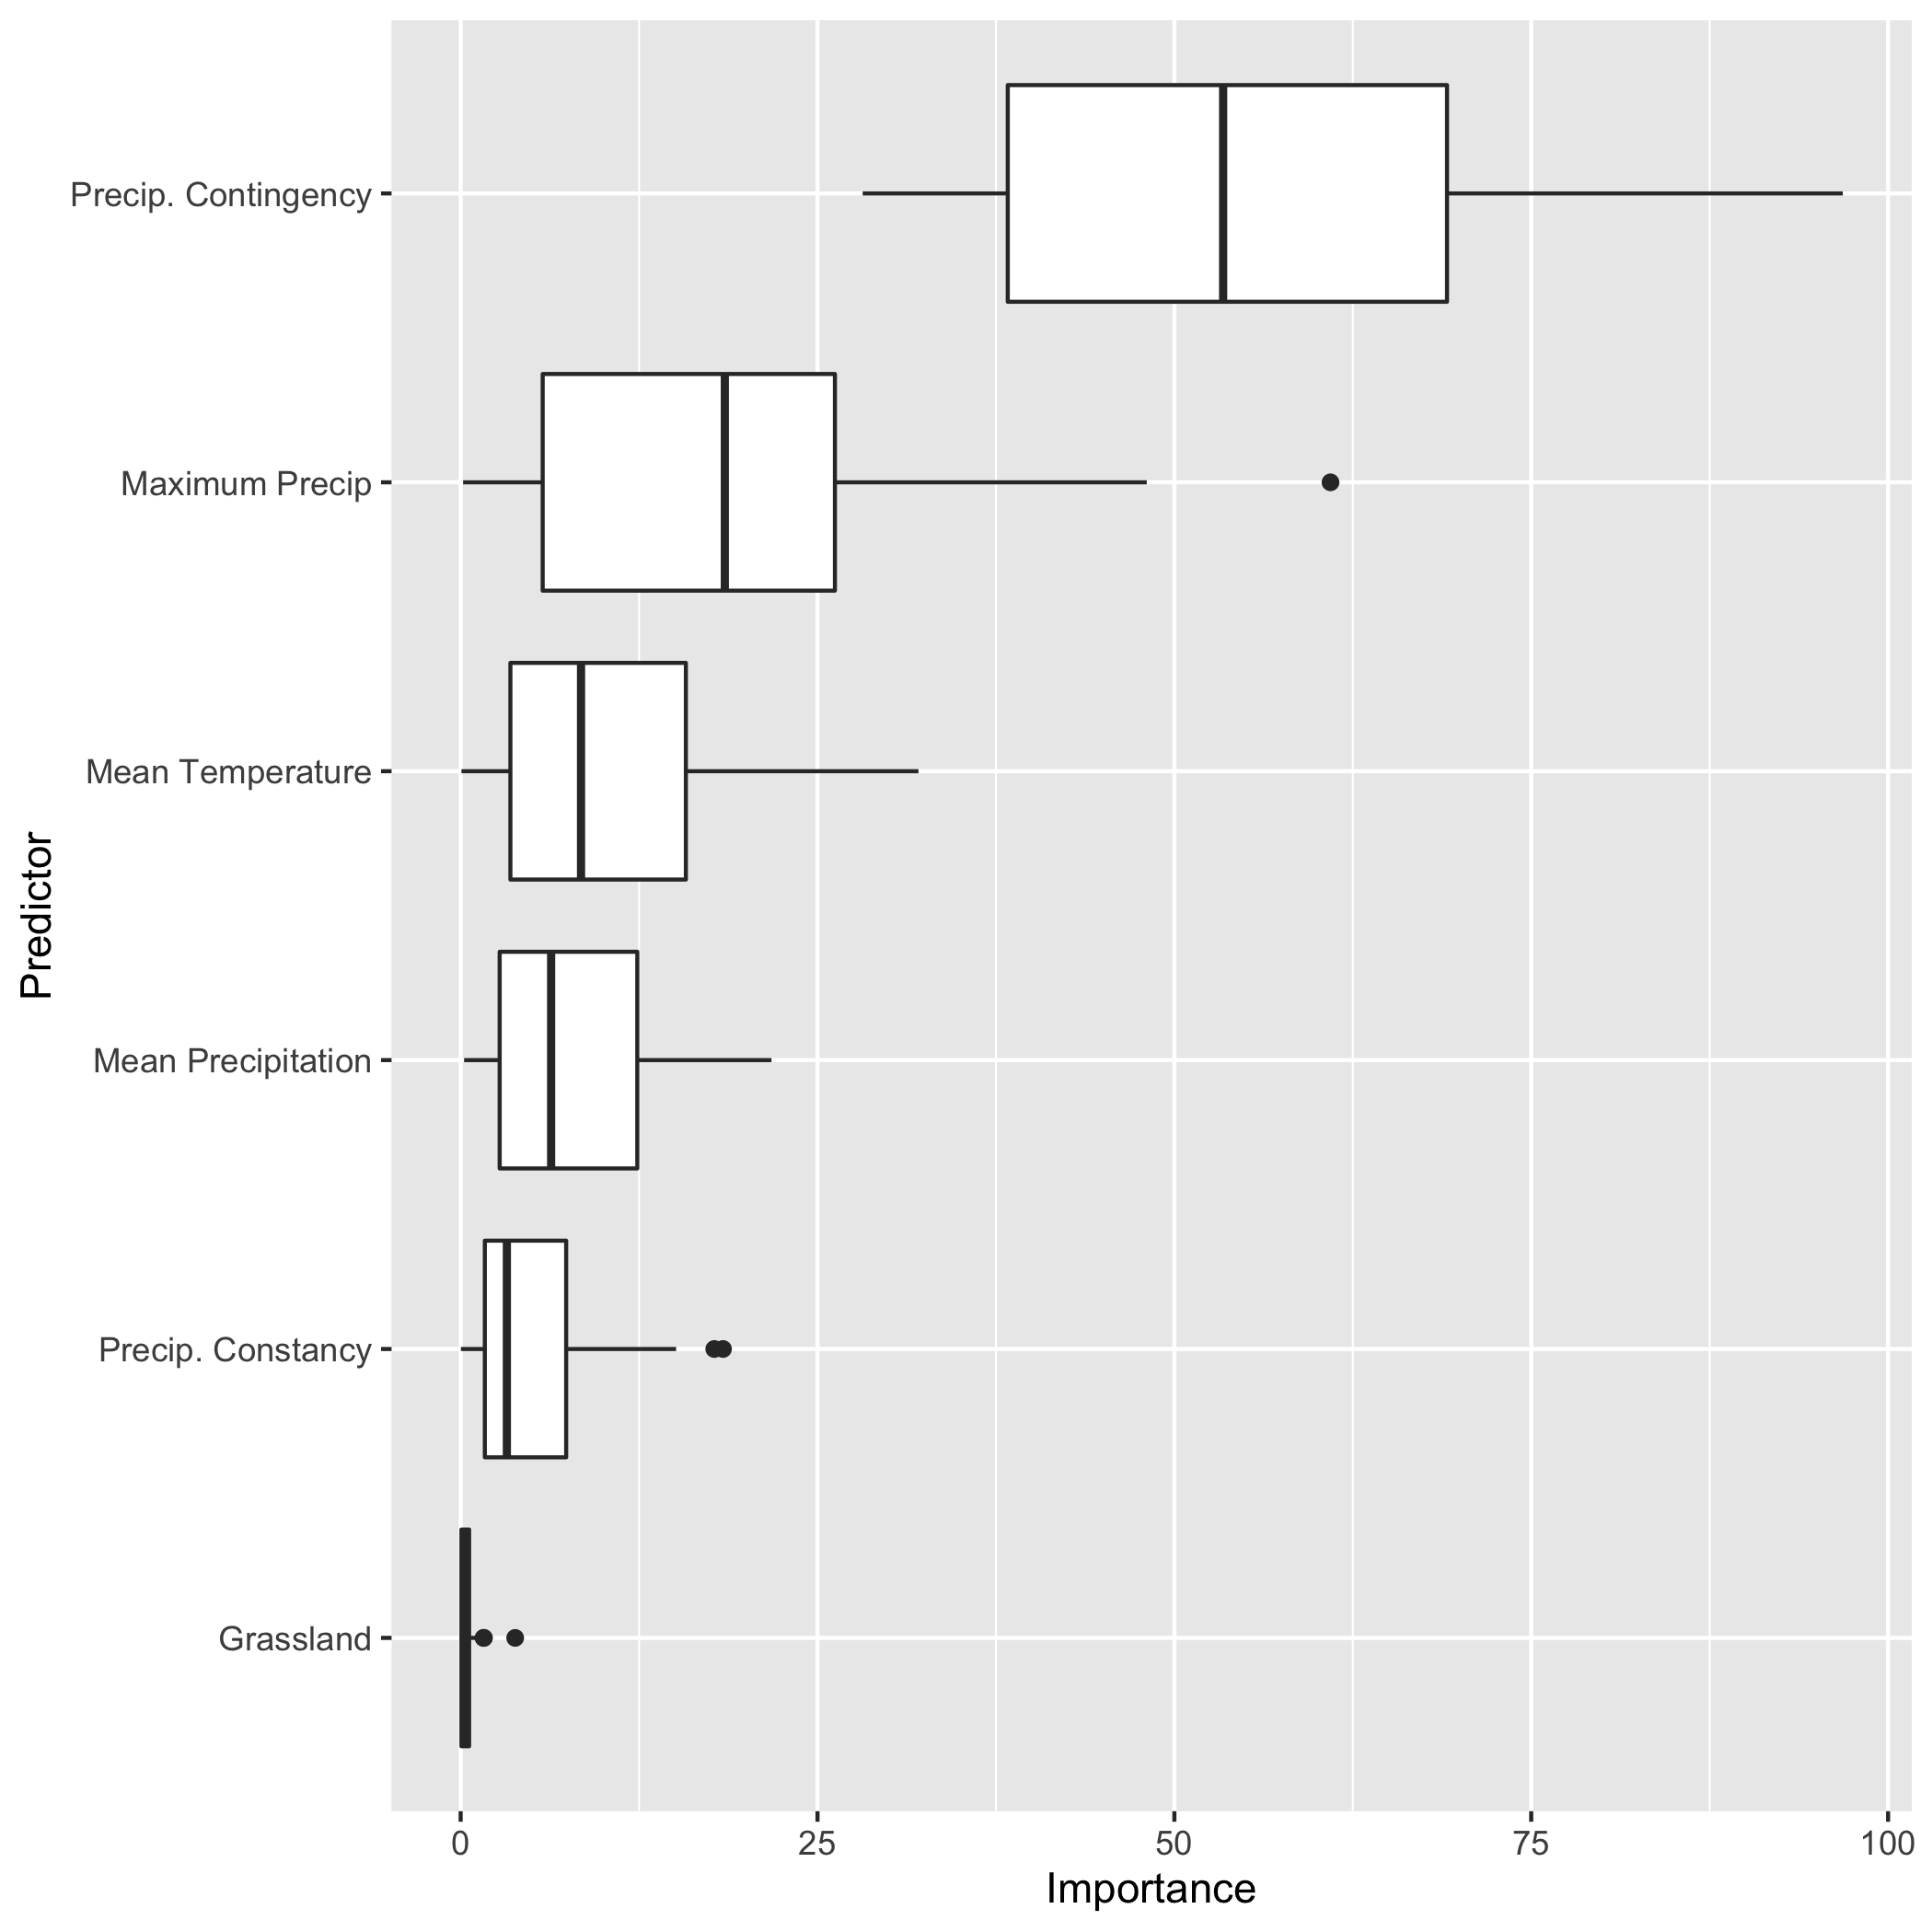 Precip. Contingency
Maximum Precip
Mean Temperature
Mean Precipitation
Precip. Constancy
Grassland
Predictor
0 25 50 75 100
Importance